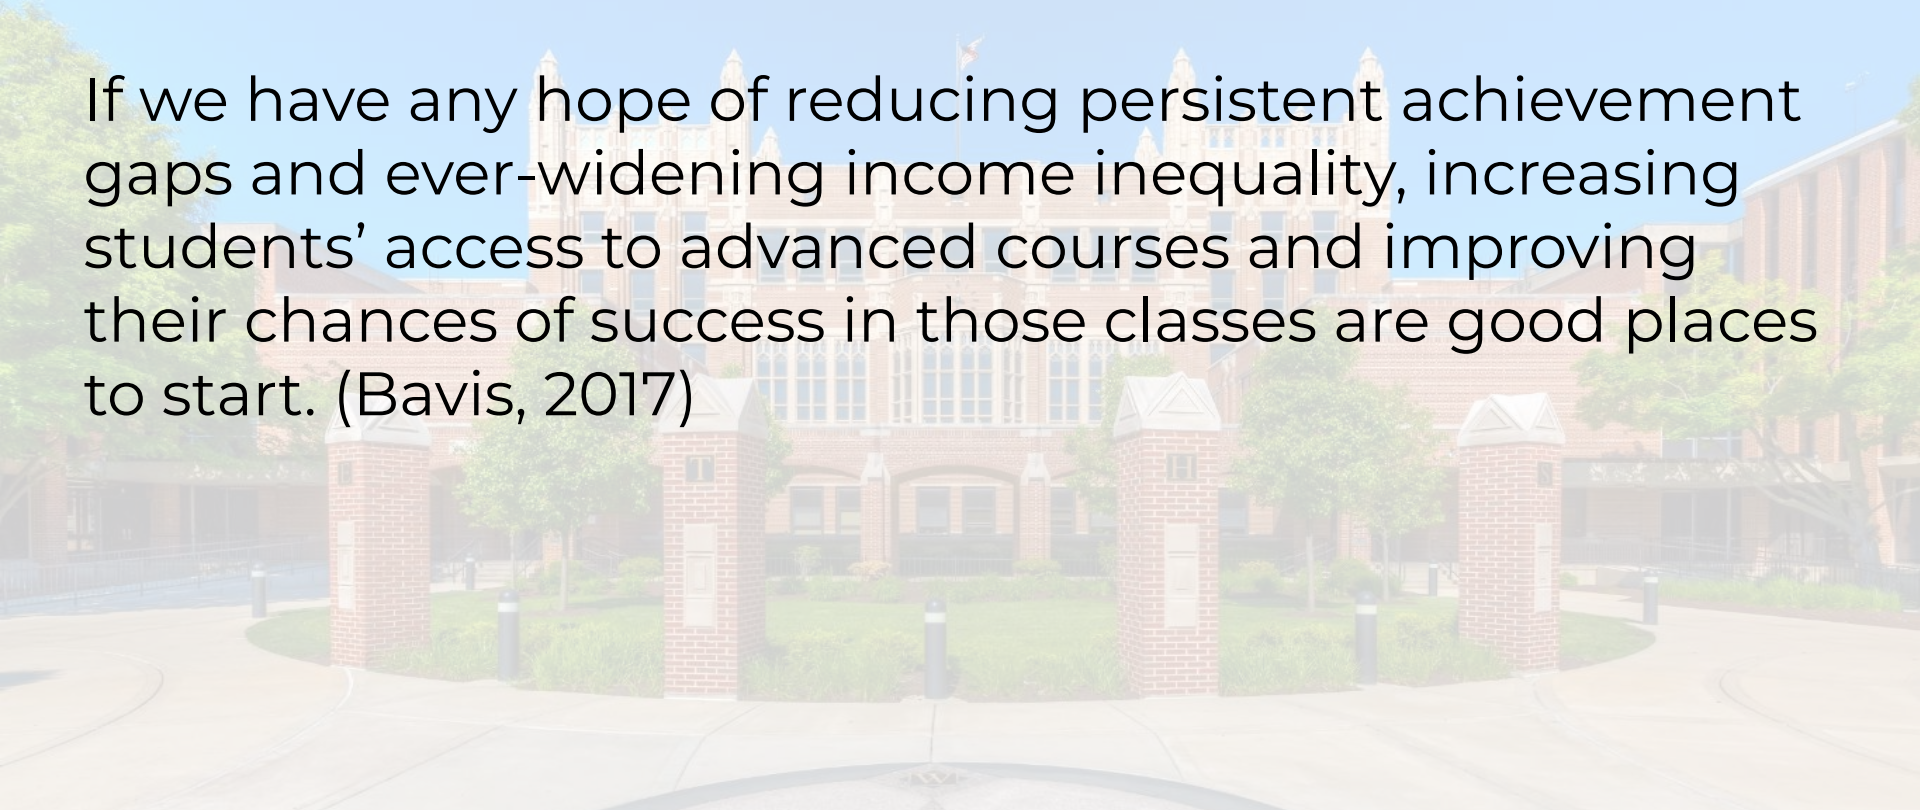 If we have any hope of reducing persistent achievement
gaps and ever-widening income inequality, increasing
students’ access to advanced courses and improving
their chances of success in those classes are good places
to start. (Bavis, 2017)
E T H S
W